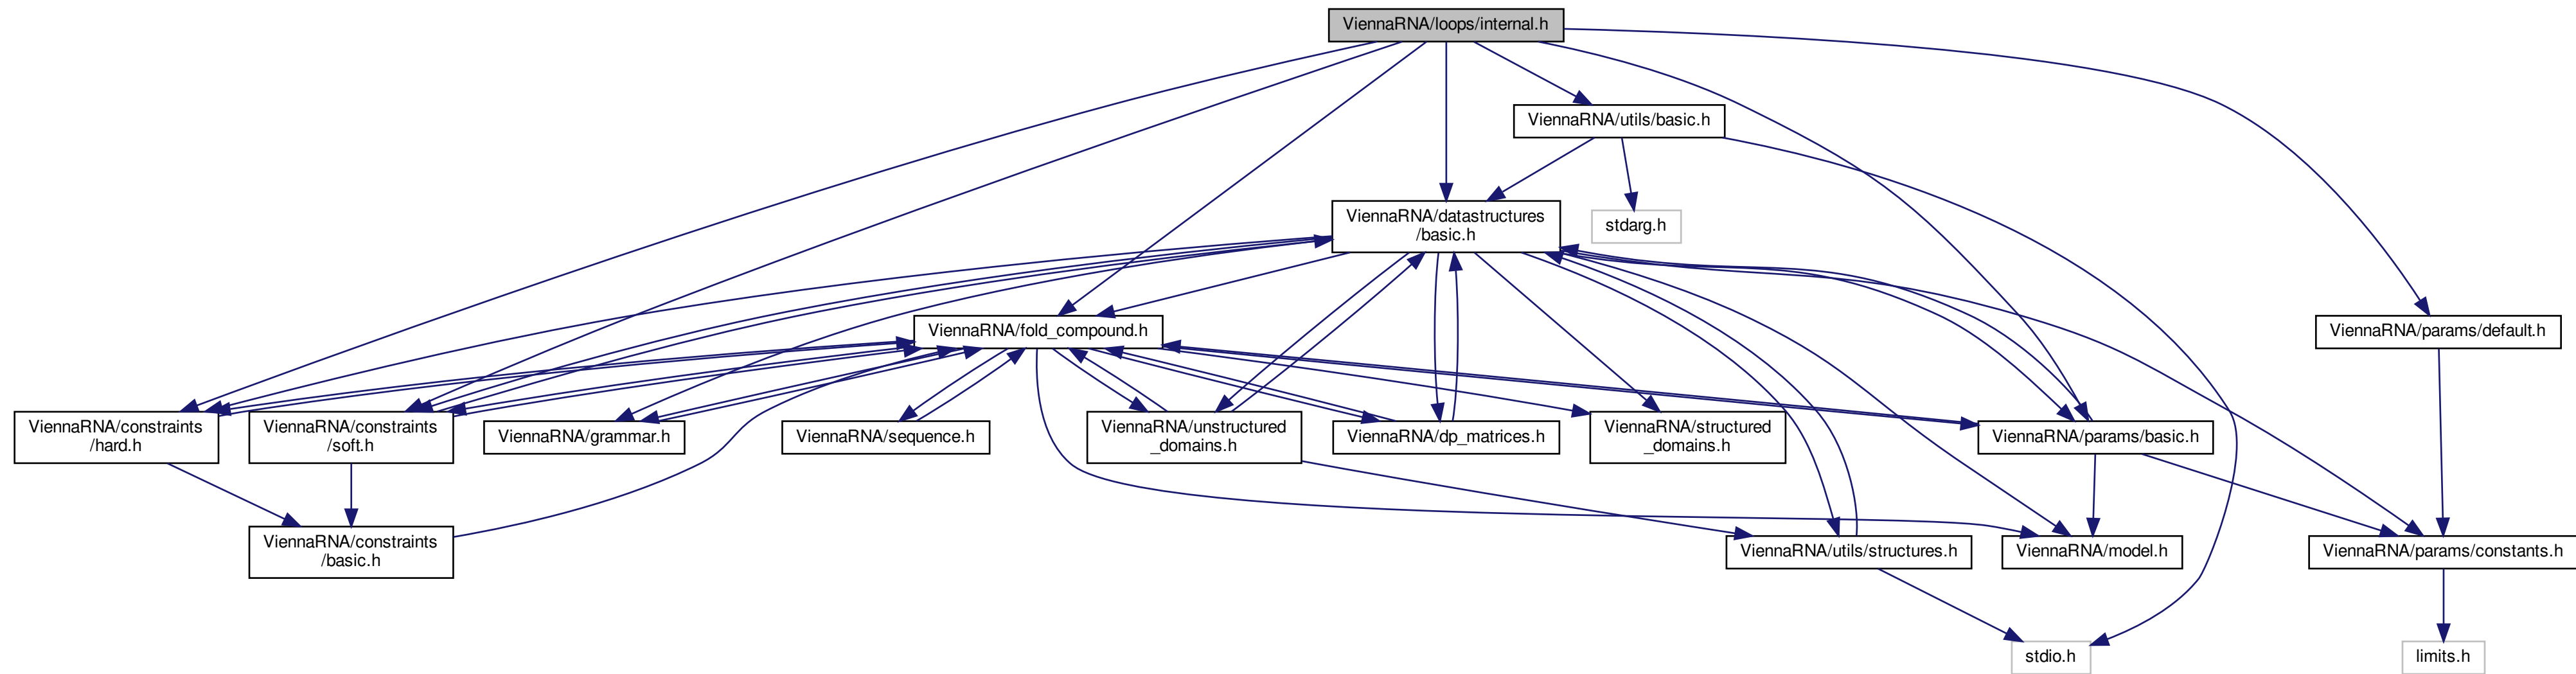 ViennaRNA/loops/internal.h
ViennaRNA/utils/basic.h
ViennaRNA/datastructures
/basic.h
stdarg.h
ViennaRNA/fold_compound.h
ViennaRNA/params/default.h
ViennaRNA/constraints
/hard.h
ViennaRNA/constraints
/soft.h
ViennaRNA/grammar.h
ViennaRNA/sequence.h
ViennaRNA/unstructured
_domains.h
ViennaRNA/dp_matrices.h
ViennaRNA/structured
_domains.h
ViennaRNA/params/basic.h
ViennaRNA/constraints
/basic.h
ViennaRNA/utils/structures.h
ViennaRNA/model.h
ViennaRNA/params/constants.h
stdio.h
limits.h